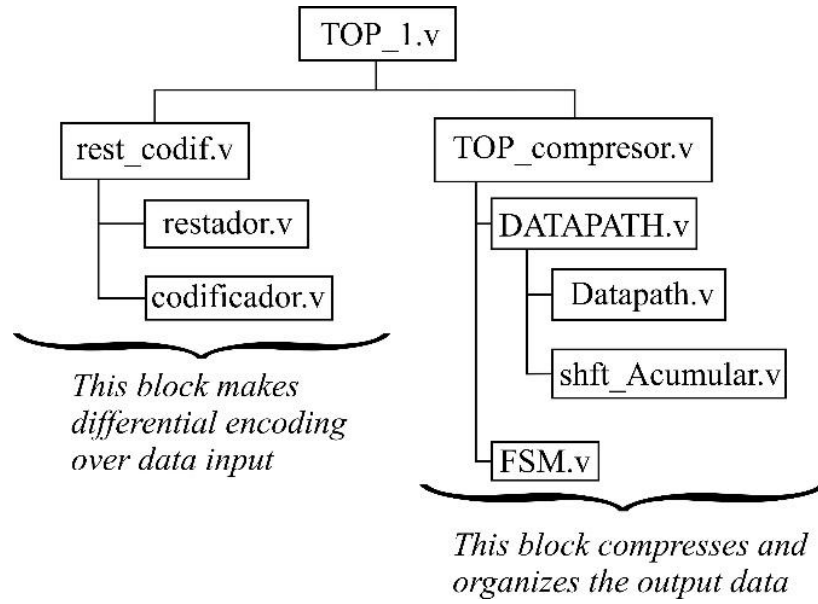 TOP_1.v
rest_codif.v
restador.v
codificador.v
This block makes
differential encoding
over data input
TOP_compresor.v
DATAPATH.v
Datapath.v
shft_Acumular.v
FSM.v
This block compresses and
organizes the output data